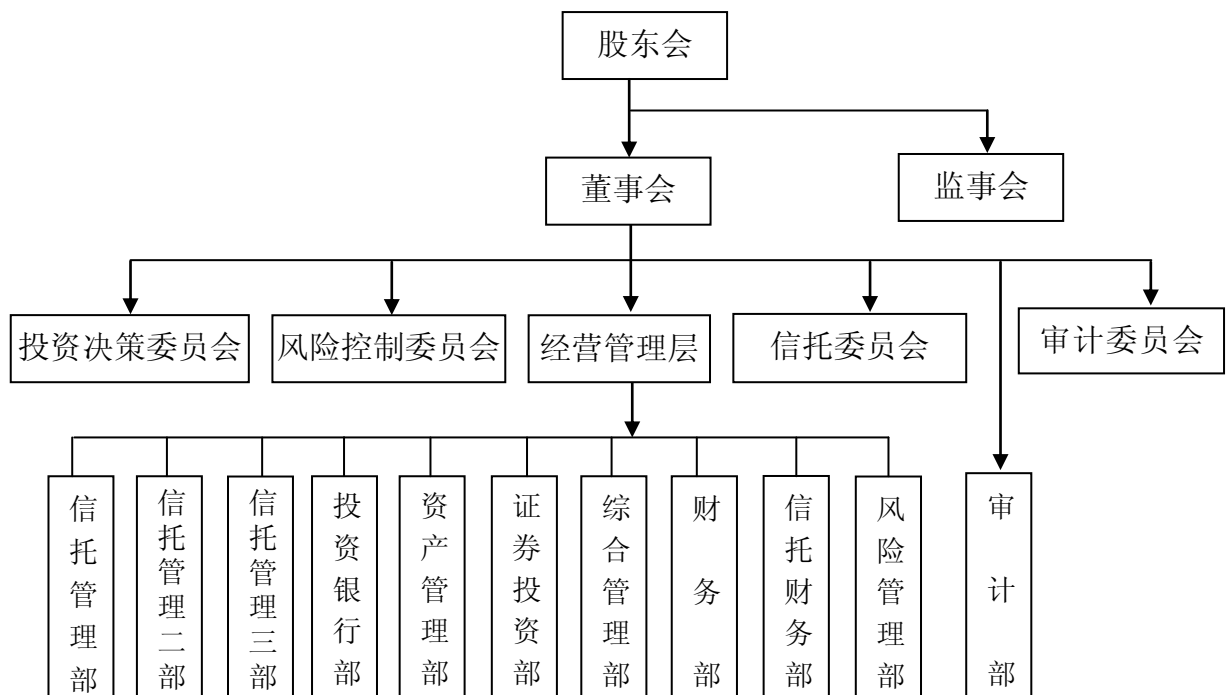 股东会
董事会
监事会
投资决策委员会
风险控制委员会
经营管理层
信托委员会
审计委员会
信托管理部
信托管理二部
信托管理三部
投资银行部
资产管理部
证券投资部
综合管理部
财务部
信托财务部
风险管理部
审计部